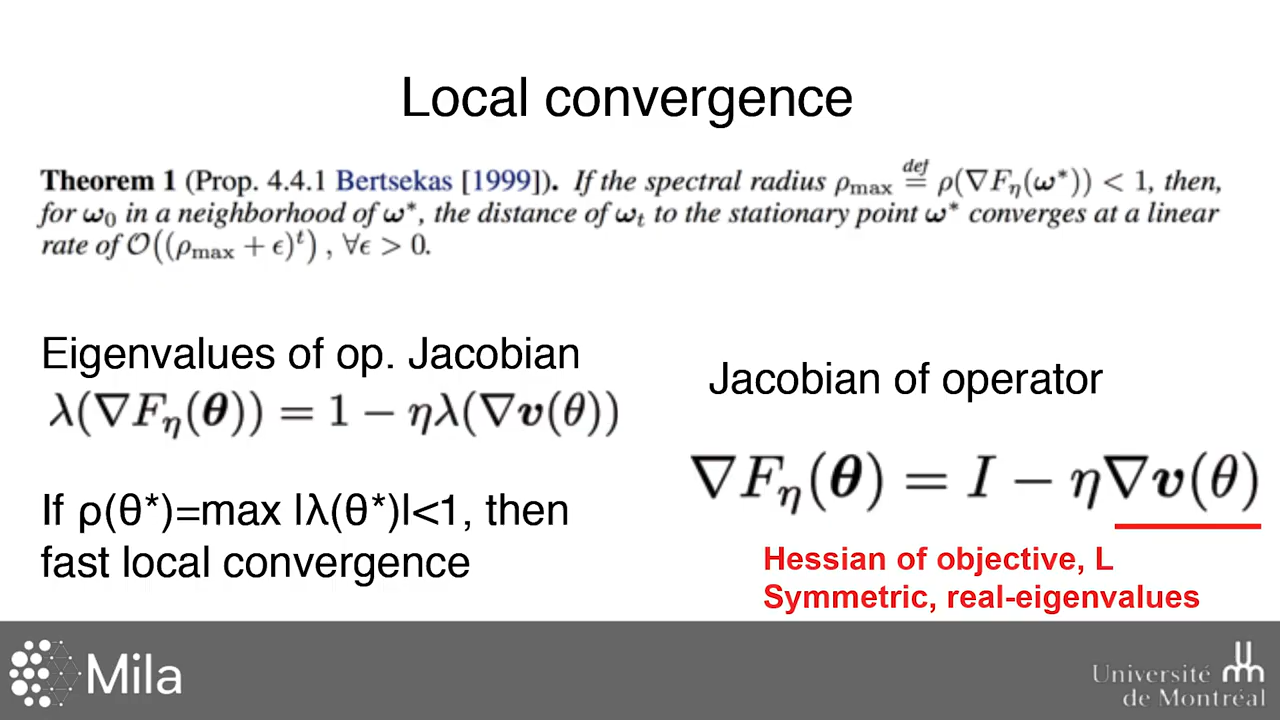 Local convergence
Theorem 1 (Prop. 4.4.1 Bertsekas [1999]). If the spectral radius ρmax def= ρ(∇Fη(ω*)) < 1, then,
for ω0 in a neighborhood of ω*, the distance of ωt to the stationary point ω* converges at a linear
rate of O((ρmax + ϵ)^t) , ∀ϵ > 0.
Eigenvalues of op. Jacobian
λ(∇Fη(θ)) = 1 − ηλ(∇v(θ))
If ρ(θ*)=max |λ(θ*)|<1, then
fast local convergence
Jacobian of operator
∇Fη(θ) = I − η∇v(θ)
Hessian of objective, L
Symmetric, real-eigenvalues
Mila
Université
de Montréal